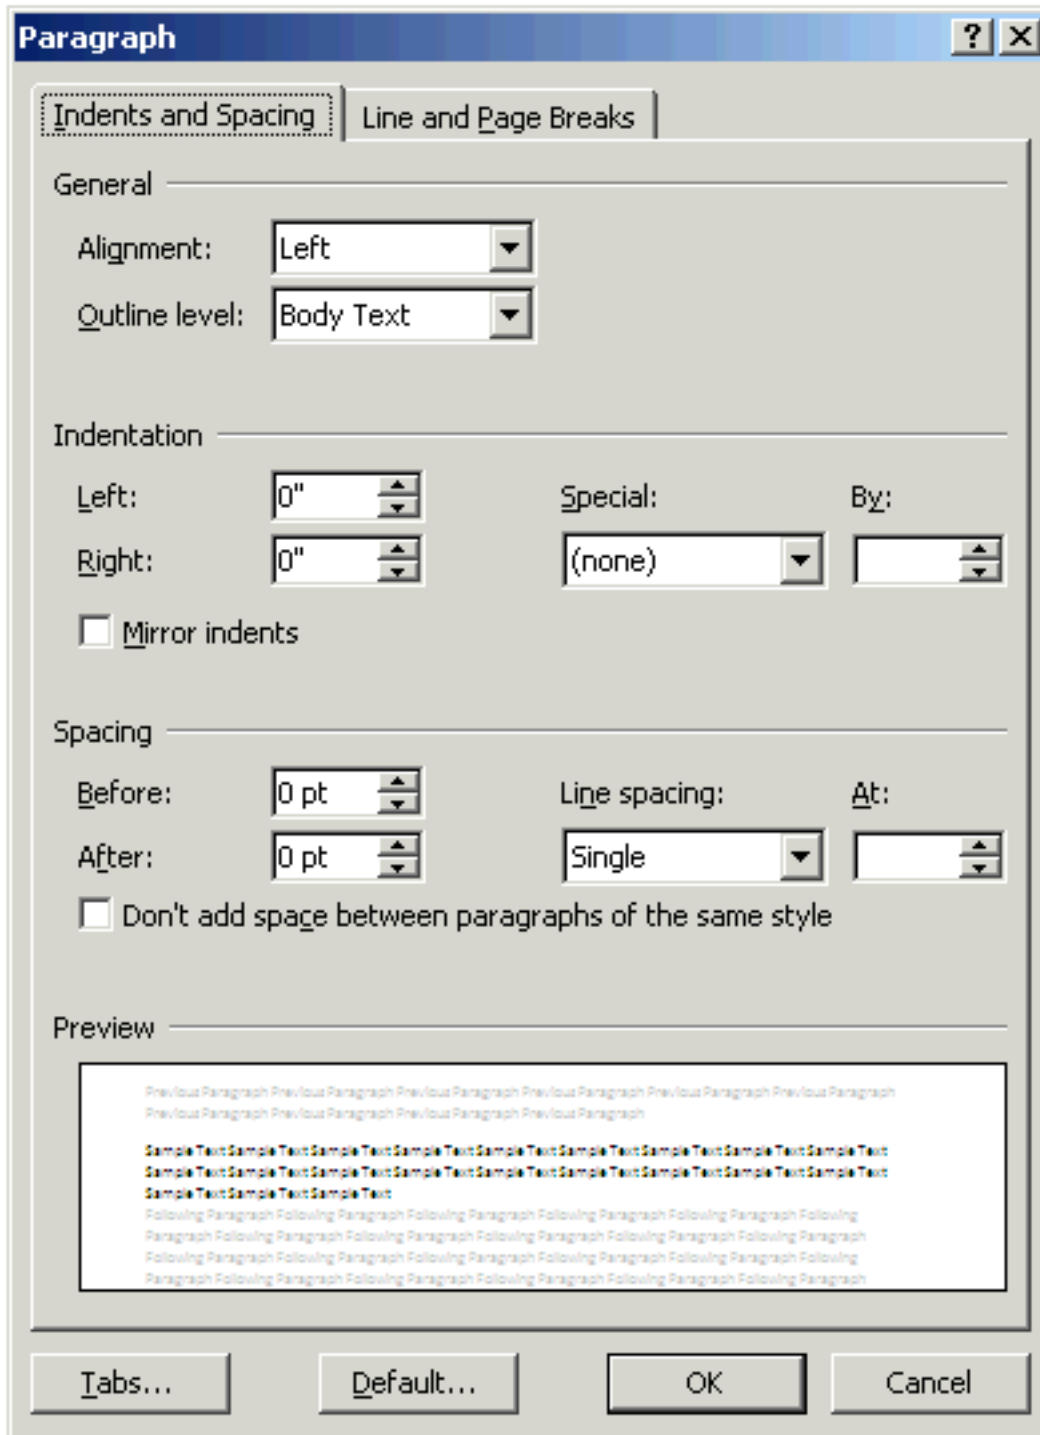 Paragraph
Indents and Spacing Line and Page Breaks
General
Alignment: Left
Outline level: Body Text
Indentation
Left: 0" Special: By:
Right: 0" (none)
Mirror indents
Spacing
Before: 0 pt Line spacing: At:
After: 0 pt Single
Don't add space between paragraphs of the same style
Preview
Previous Paragraph Previous Paragraph Previous Paragraph Previous Paragraph Previous Paragraph Previous Paragraph
Previous Paragraph Previous Paragraph Previous Paragraph Previous Paragraph
Sample Text Sample Text Sample Text Sample Text Sample Text Sample Text Sample Text Sample Text Sample Text
Sample Text Sample Text Sample Text Sample Text Sample Text Sample Text Sample Text Sample Text Sample Text
Sample Text Sample Text Sample Text
Following Paragraph Following Paragraph Following Paragraph Following Paragraph Following Paragraph Following
Paragraph Following Paragraph Following Paragraph Following Paragraph Following Paragraph Following Paragraph
Following Paragraph Following Paragraph Following Paragraph Following Paragraph Following Paragraph Following
Paragraph Following Paragraph Following Paragraph Following Paragraph Following Paragraph Following Paragraph
Tabs... Default... OK Cancel